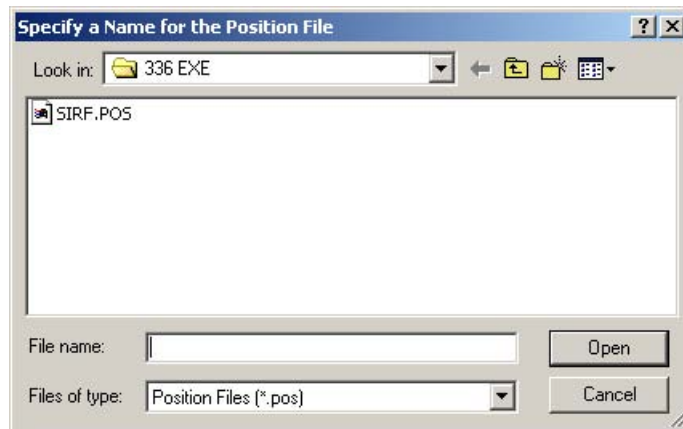 Specify a Name for the Position File
Look in: 336 EXE
SIRF.POS
File name:
Open
Files of type: Position Files (*.pos)
Cancel